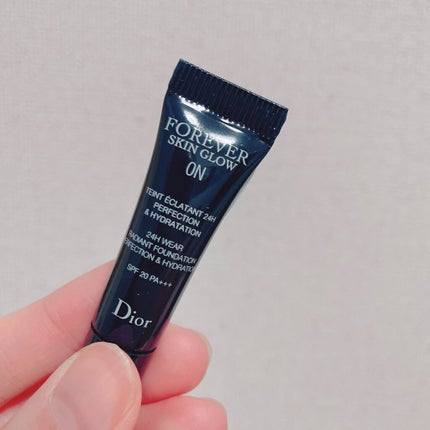 FOREVER
SKIN GLOW
0N
TEINT ÉCLATANT 24H
PERFECTION
& HYDRATATION
24H WEAR
RADIANT FOUNDATION
PERFECTION & HYDRATION
SPF 20 PA+++
Dior